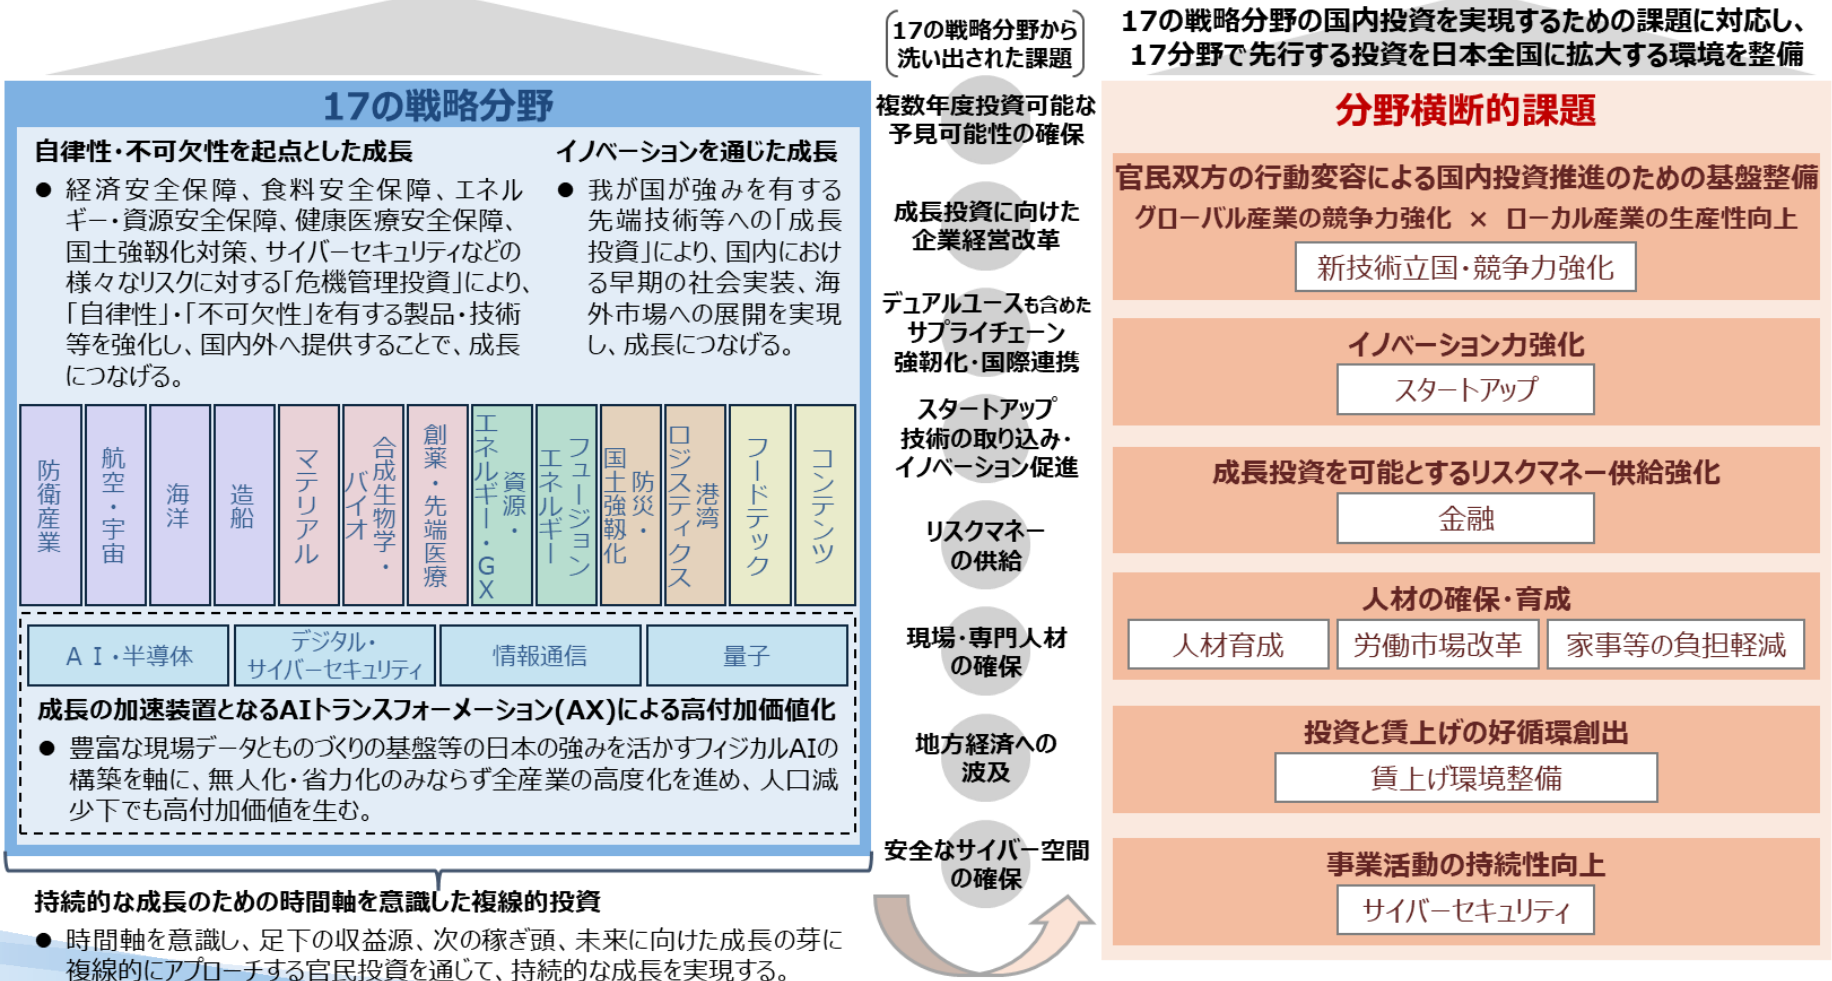 17の戦略分野
自律性・不可欠性を起点とした成長
● 経済安全保障、食料安全保障、エネル
ギー・資源安全保障、健康医療安全保障、
国土強靱化対策、サイバーセキュリティなどの
様々なリスクに対する「危機管理投資」により、
「自律性」・「不可欠性」を有する製品・技術
等を強化し、国内外へ提供することで、成長
につなげる。
イノベーションを通じた成長
● 我が国が強みを有する
先端技術等への「成長
投資」により、国内におけ
る早期の社会実装、海
外市場への展開を実現
し、成長につなげる。
防衛産業
航空・宇宙
海洋
造船
マテリアル
合成生物学・
バイオ
創薬・先端医療
資源・
エネルギー・GX
フュージョン
エネルギー
防災・
国土強靱化
港湾
ロジスティクス
フードテック
コンテンツ
AI・半導体
デジタル・
サイバーセキュリティ
情報通信
量子
成長の加速装置となるAIトランスフォーメーション(AX)による高付加価値化
● 豊富な現場データとものづくりの基盤等の日本の強みを活かすフィジカルAIの
構築を軸に、無人化・省力化のみならず全産業の高度化を進め、人口減
少下でも高付加価値を生む。
持続的な成長のための時間軸を意識した複線的投資
● 時間軸を意識し、足下の収益源、次の稼ぎ頭、未来に向けた成長の芽に
複線的にアプローチする官民投資を通じて、持続的な成長を実現する。
17の戦略分野から
洗い出された課題
複数年度投資可能な
予見可能性の確保
成長投資に向けた
企業経営改革
デュアルユースも含めた
サプライチェーン
強靭化・国際連携
スタートアップ
技術の取り込み・
イノベーション促進
リスクマネー
の供給
現場・専門人材
の確保
地方経済への
波及
安全なサイバー空間
の確保
17の戦略分野の国内投資を実現するための課題に対応し、
17分野で先行する投資を日本全国に拡大する環境を整備
分野横断的課題
官民双方の行動変容による国内投資推進のための基盤整備
グローバル産業の競争力強化 × ローカル産業の生産性向上
新技術立国・競争力強化
イノベーション力強化
スタートアップ
成長投資を可能とするリスクマネー供給強化
金融
人材の確保・育成
人材育成
労働市場改革
家事等の負担軽減
投資と賃上げの好循環創出
賃上げ環境整備
事業活動の持続性向上
サイバーセキュリティ